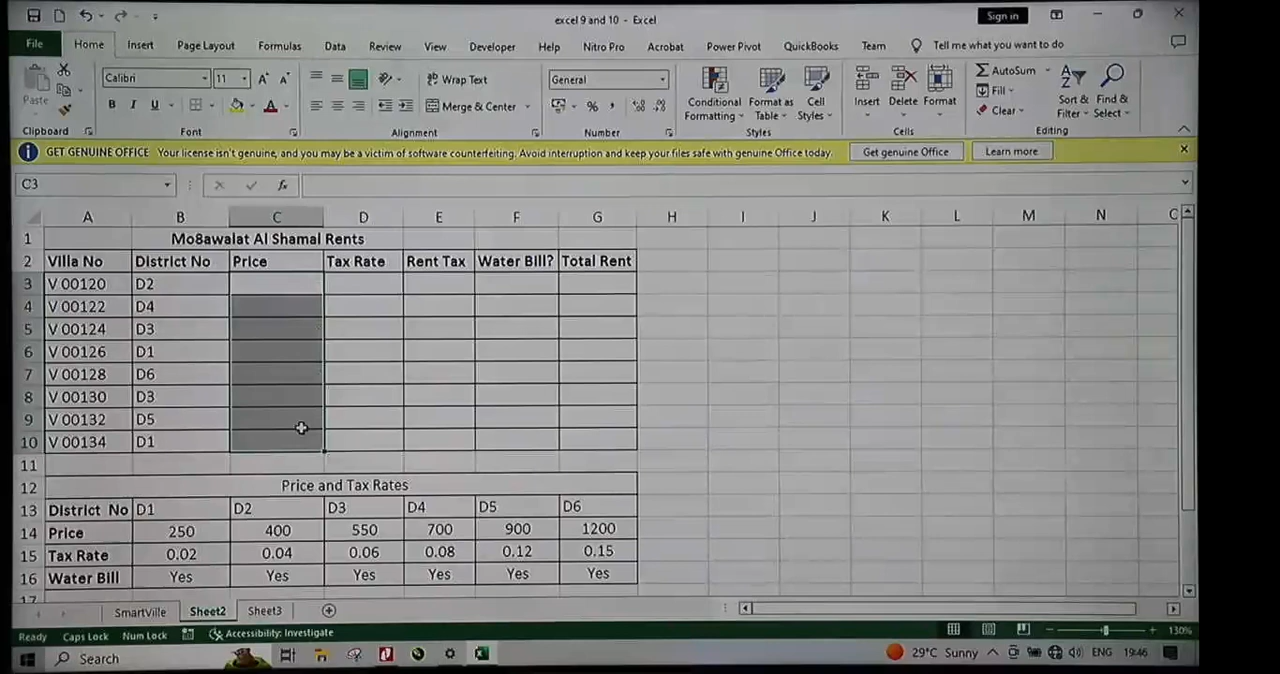 excel 9 and 10 - Excel
Sign in
File Home Insert Page Layout Formulas Data Review View Developer Help Nitro Pro Acrobat Power Pivot QuickBooks Team Tell me what you want to do
Paste
Calibri 11
B I U
Wrap Text
Merge & Center
General
Conditional Formatting
Format as Table
Cell Styles
Insert Delete Format
AutoSum
Fill
Clear
Sort & Filter
Find & Select
Clipboard Font Alignment Number Styles Cells Editing
GET GENUINE OFFICE Your license isn't genuine, and you may be a victim of software counterfeiting. Avoid interruption and keep your files safe with genuine Office today. Get genuine Office Learn more
C3 fx
A B C D E F G H I J K L M N O
1 Mo8awalat Al Shamal Rents
2 Villa No District No Price Tax Rate Rent Tax Water Bill? Total Rent
3 V 00120 D2
4 V 00122 D4
5 V 00124 D3
6 V 00126 D1
7 V 00128 D6
8 V 00130 D3
9 V 00132 D5
10 V 00134 D1
11
12 Price and Tax Rates
13 District No D1 D2 D3 D4 D5 D6
14 Price 250 400 550 700 900 1200
15 Tax Rate 0.02 0.04 0.06 0.08 0.12 0.15
16 Water Bill Yes Yes Yes Yes Yes Yes
17
SmartVille Sheet2 Sheet3
Ready Caps Lock Num Lock Accessibility: Investigate 130%
Search 29°C Sunny ENG 19:46